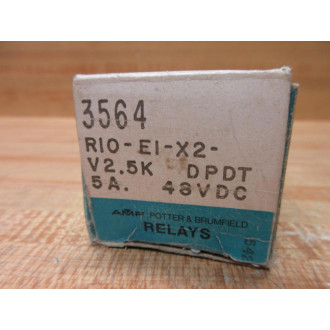 3564
R10-E1-X2-
V2.5K DPDT
5A. 48VDC
AMP POTTER & BRUMFIELD
RELAYS